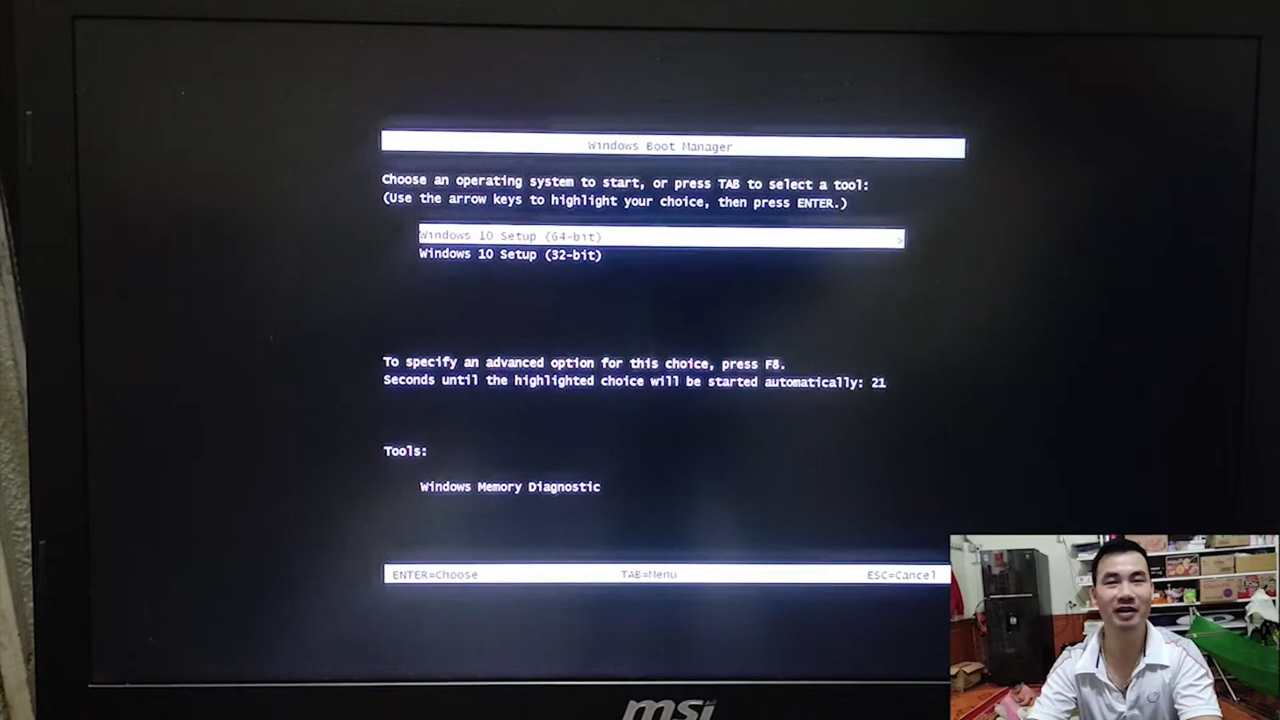 Windows Boot Manager
Choose an operating system to start, or press TAB to select a tool:
(Use the arrow keys to highlight your choice, then press ENTER.)
Windows 10 Setup (64-bit) >
Windows 10 Setup (32-bit)
To specify an advanced option for this choice, press F8.
Seconds until the highlighted choice will be started automatically: 21
Tools:
Windows Memory Diagnostic
ENTER=Choose TAB=Menu ESC=Cancel
msi